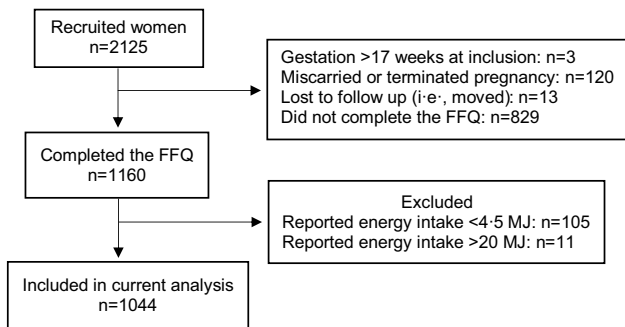 Recruited women
n=2125
Gestation >17 weeks at inclusion: n=3
Miscarried or terminated pregnancy: n=120
Lost to follow up (i·e·, moved): n=13
Did not complete the FFQ: n=829
Completed the FFQ
n=1160
Excluded
Reported energy intake <4·5 MJ: n=105
Reported energy intake >20 MJ: n=11
Included in current analysis
n=1044